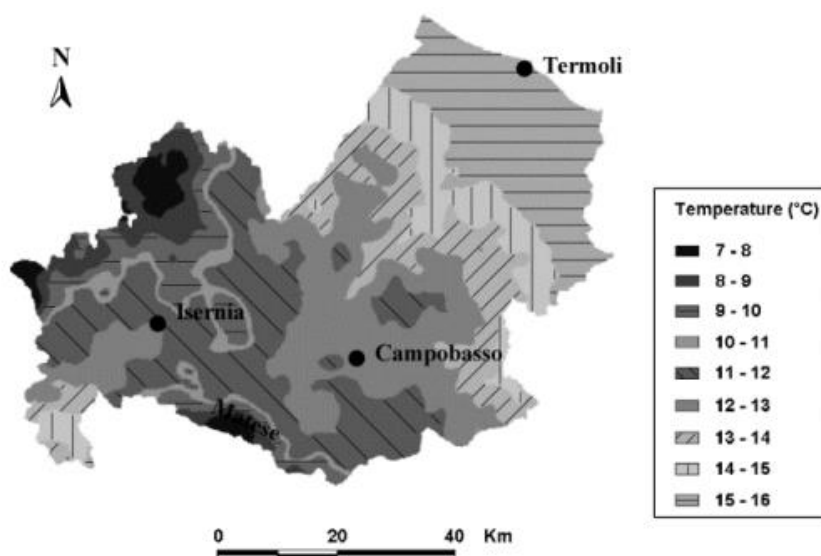 N
Termoli
Isernia
Campobasso
Matese
Temperature (°C)
7 - 8
8 - 9
9 - 10
10 - 11
11 - 12
12 - 13
13 - 14
14 - 15
15 - 16
0 20 40 Km